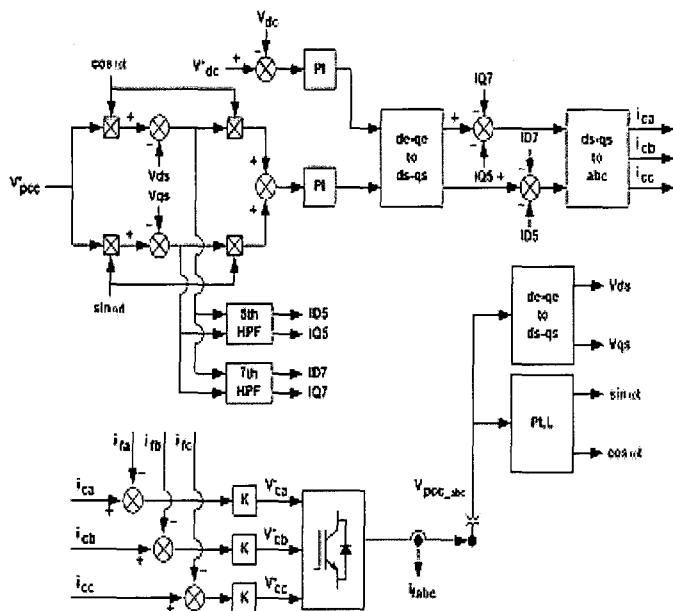 Vdc
cosωt
V*dc
+
-
PI
IQ7
V*pcc
+
-
Vds
Vqs
-
+
+
+
PI
de-qe
to
ds-qs
+
-
-
IQ5
+
ID7
-
-
ID5
ds-qs
to
abc
ica
icb
icc
sinωt
5th
HPF
ID5
IQ5
7th
HPF
ID7
IQ7
de-qe
to
ds-qs
Vds
Vqs
PLL
sinωt
cosωt
Vpcc_abc
ifa
ifb
ifc
ica
+
-
K
V*ca
icb
+
-
K
V*cb
icc
+
-
K
V*cc